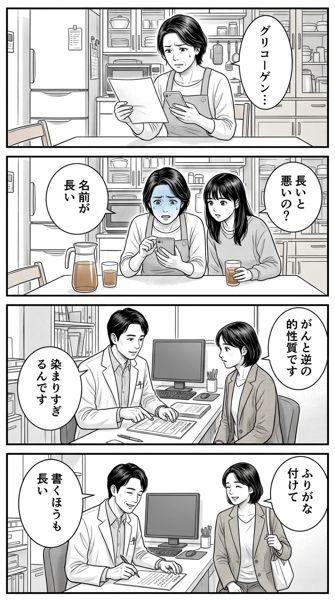 グリコーゲン…
長いと
悪いの？
名前が
長い
がんと逆の
的性質です
染まりすぎ
るんです
ふりがな
付けて
書くほうも
長い